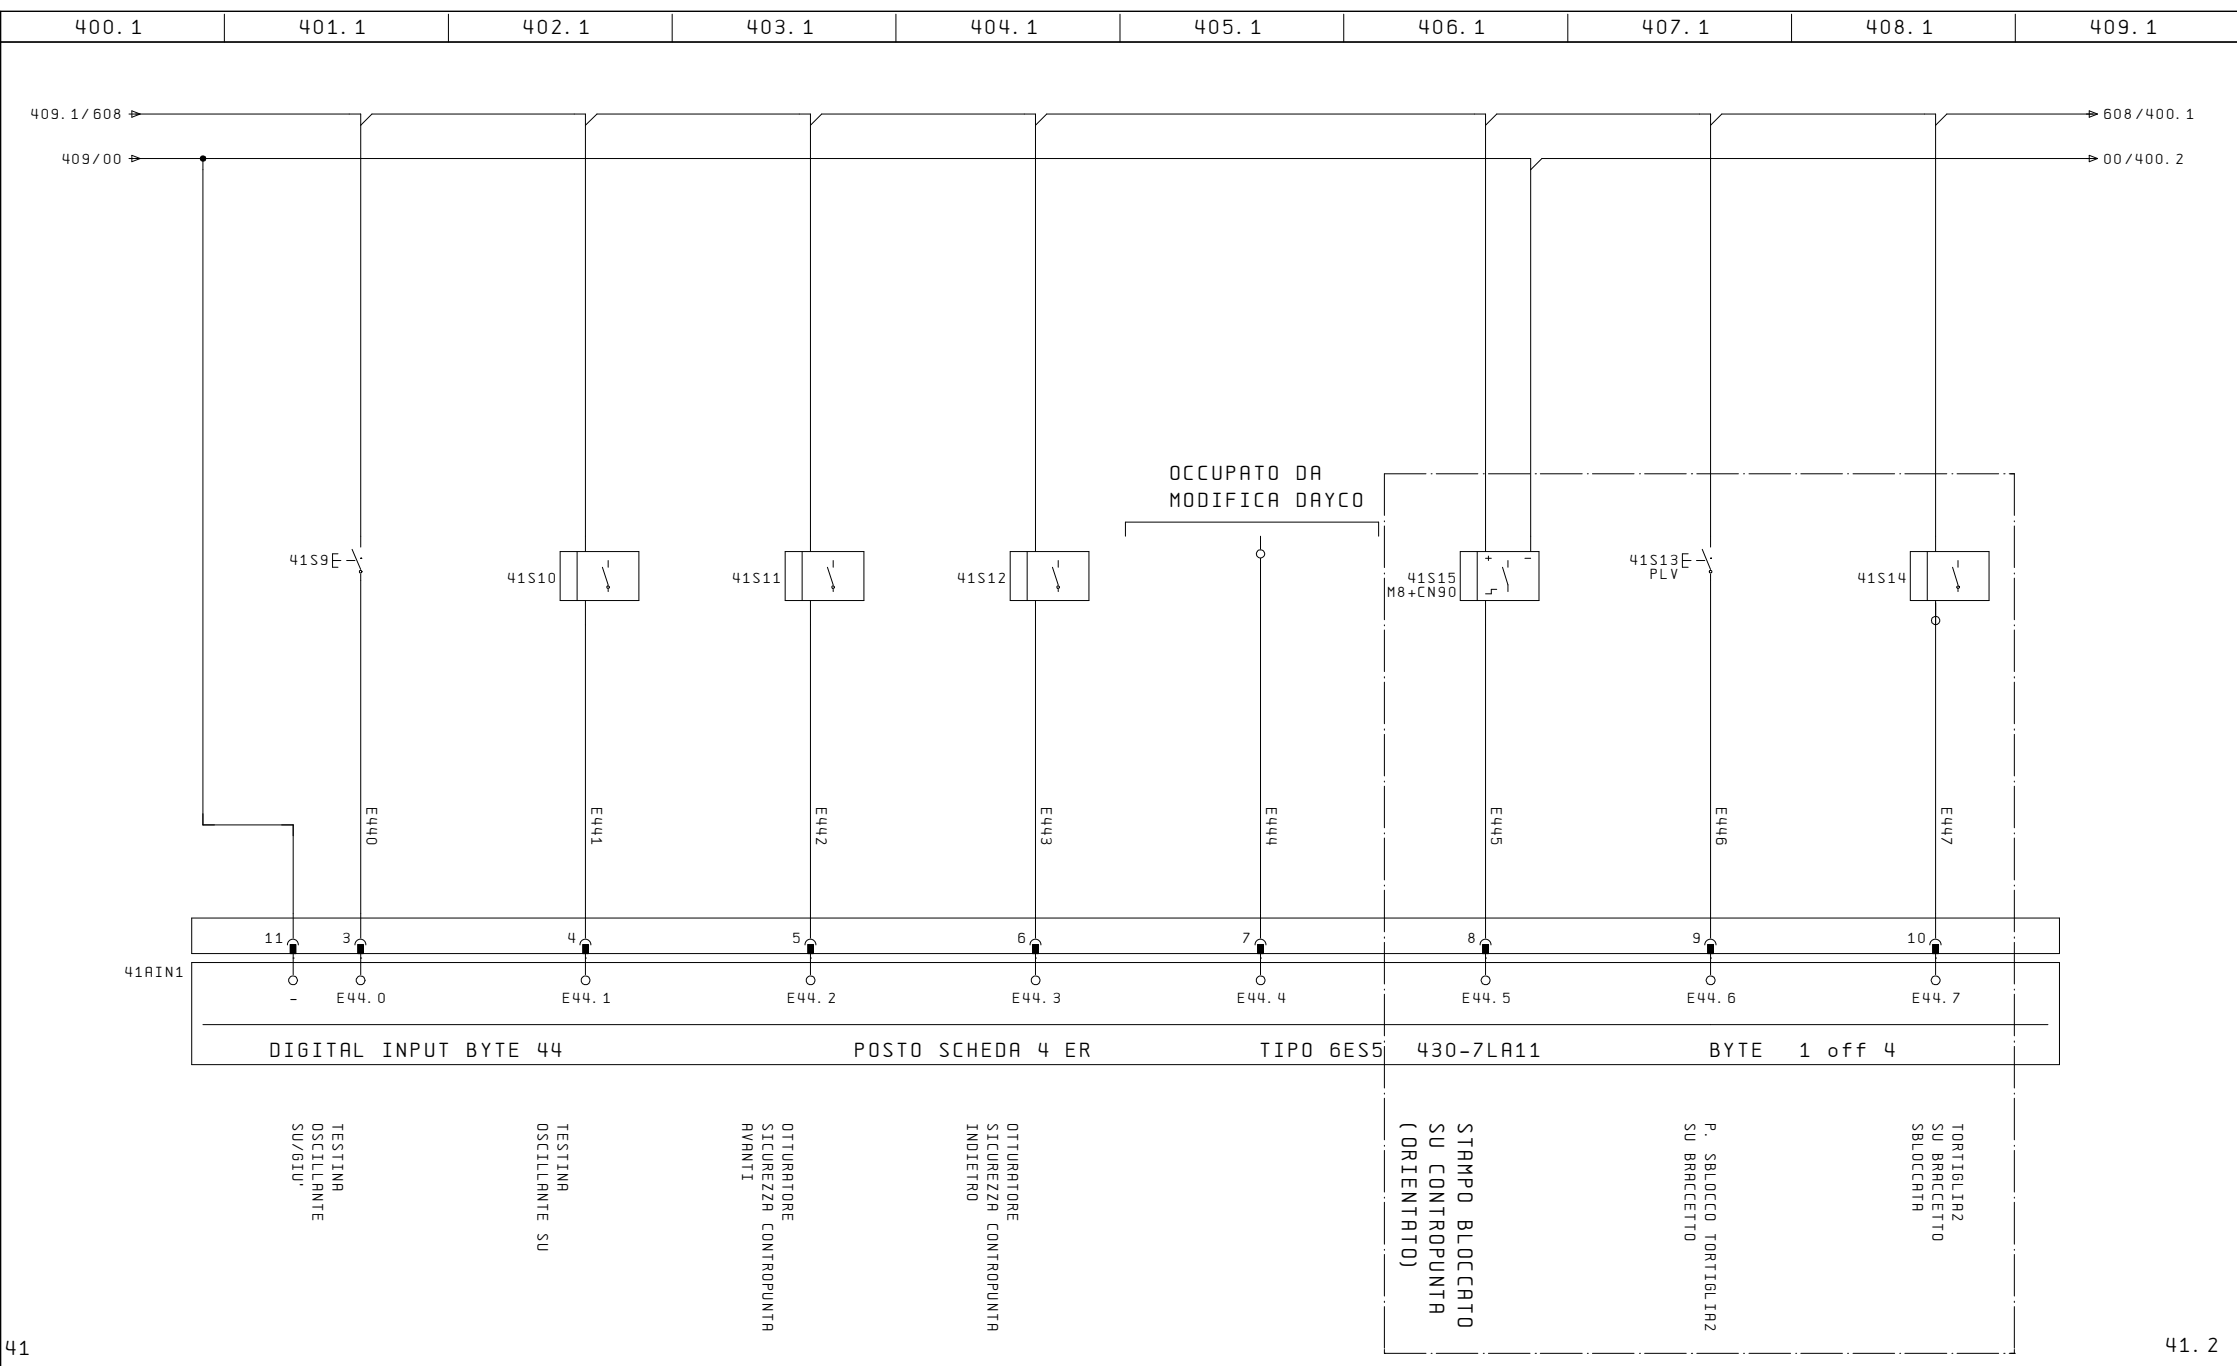 400.1
401.1
402.1
403.1
404.1
405.1
406.1
407.1
408.1
409.1
409.1/608
608/400.1
409/00
00/400.2
OCCUPATO DA
MODIFICA DAYCO
41S9
41S10
41S11
41S12
41S15
M8+CN90
+
-
41S13
PLV
41S14
E440
E441
E442
E443
E444
E445
E446
E447
11
3
4
5
6
7
8
9
10
41AIN1
-
E44.0
E44.1
E44.2
E44.3
E44.4
E44.5
E44.6
E44.7
DIGITAL INPUT BYTE 44
POSTO SCHEDA 4 ER
TIPO 6ES5 430-7LA11
BYTE 1 off 4
TESTINA
OSCILLANTE
SU/GIU'
TESTINA
OSCILLANTE SU
OTTURATORE
SICUREZZA CONTROPUNTA
AVANTI
OTTURATORE
SICUREZZA CONTROPUNTA
INDIETRO
STAMPO BLOCCATO
SU CONTROPUNTA
(ORIENTATO)
P. SBLOCCO TORTIGLIA2
SU BRACCETTO
TORTIGLIA2
SU BRACCETTO
SBLOCCATA
41
41.2